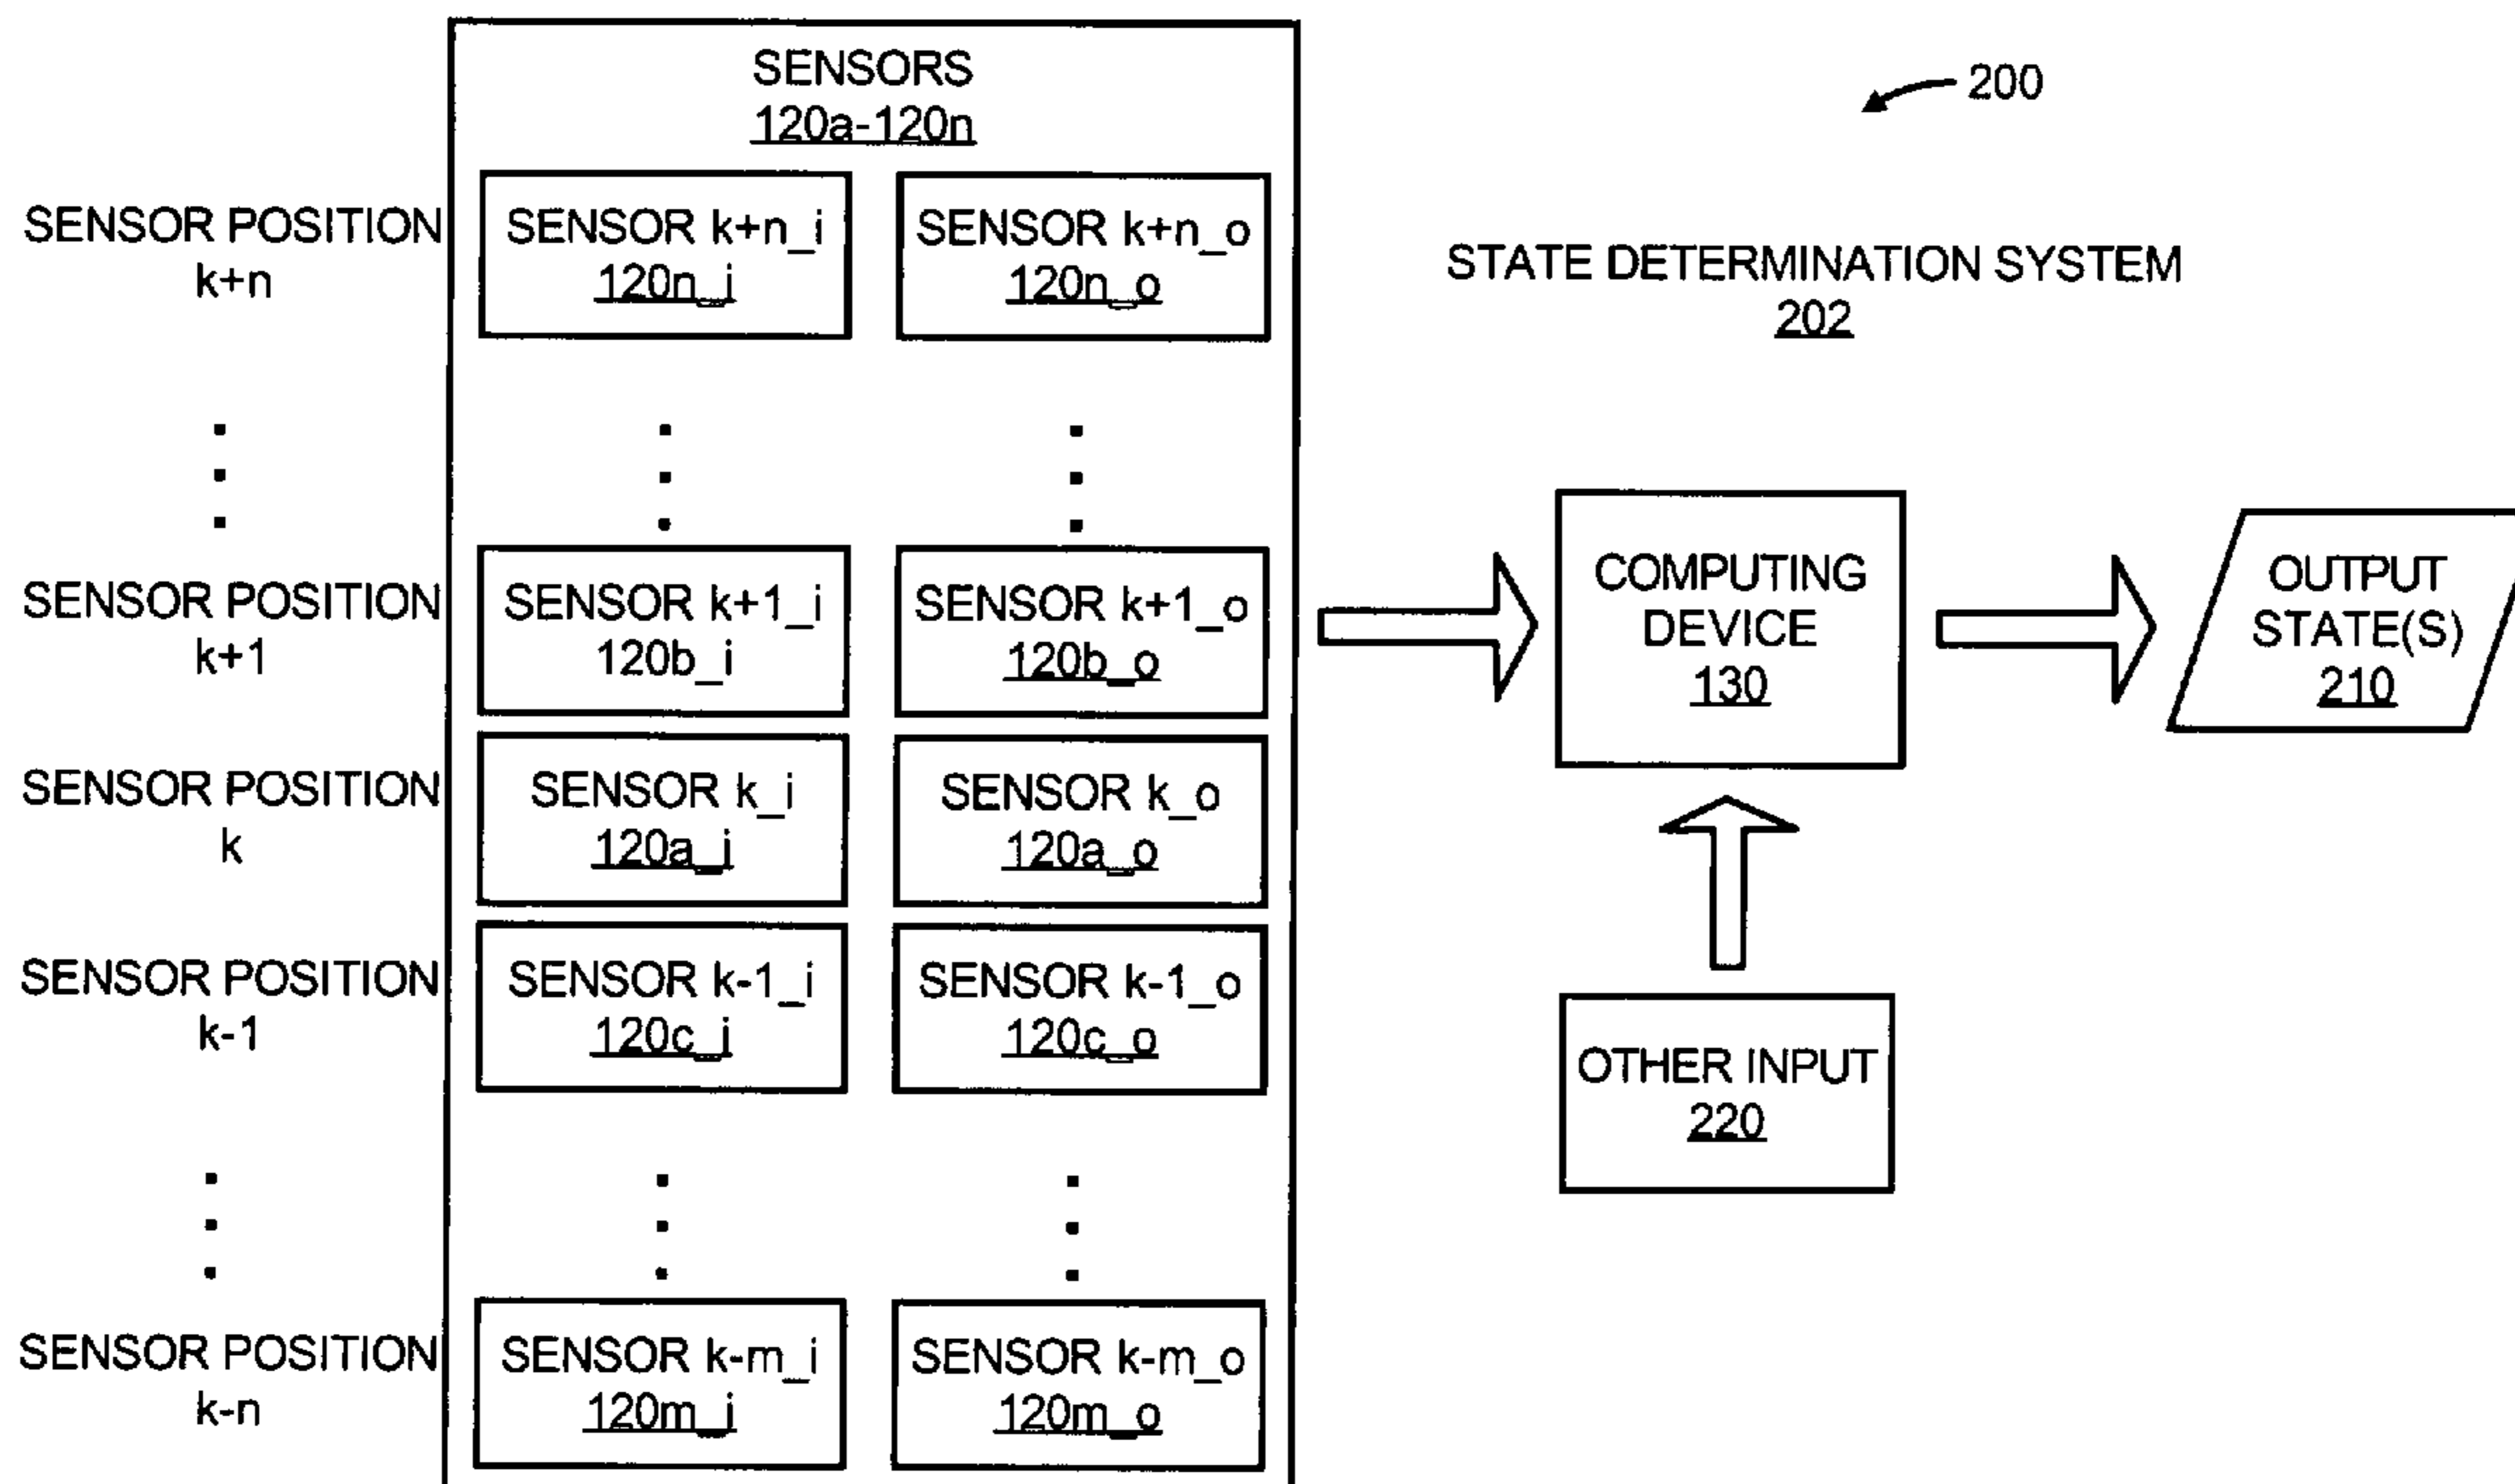 SENSORS
120a-120n
200
SENSOR POSITION
k+n
SENSOR k+n_i
120n_i
SENSOR k+n_o
120n_o
STATE DETERMINATION SYSTEM
202
SENSOR POSITION
k+1
SENSOR k+1_i
120b_i
SENSOR k+1_o
120b_o
COMPUTING
DEVICE
130
OUTPUT
STATE(S)
210
SENSOR POSITION
k
SENSOR k_i
120a_i
SENSOR k_o
120a_o
SENSOR POSITION
k-1
SENSOR k-1_i
120c_i
SENSOR k-1_o
120c_o
OTHER INPUT
220
SENSOR POSITION
k-n
SENSOR k-m_i
120m_i
SENSOR k-m_o
120m_o